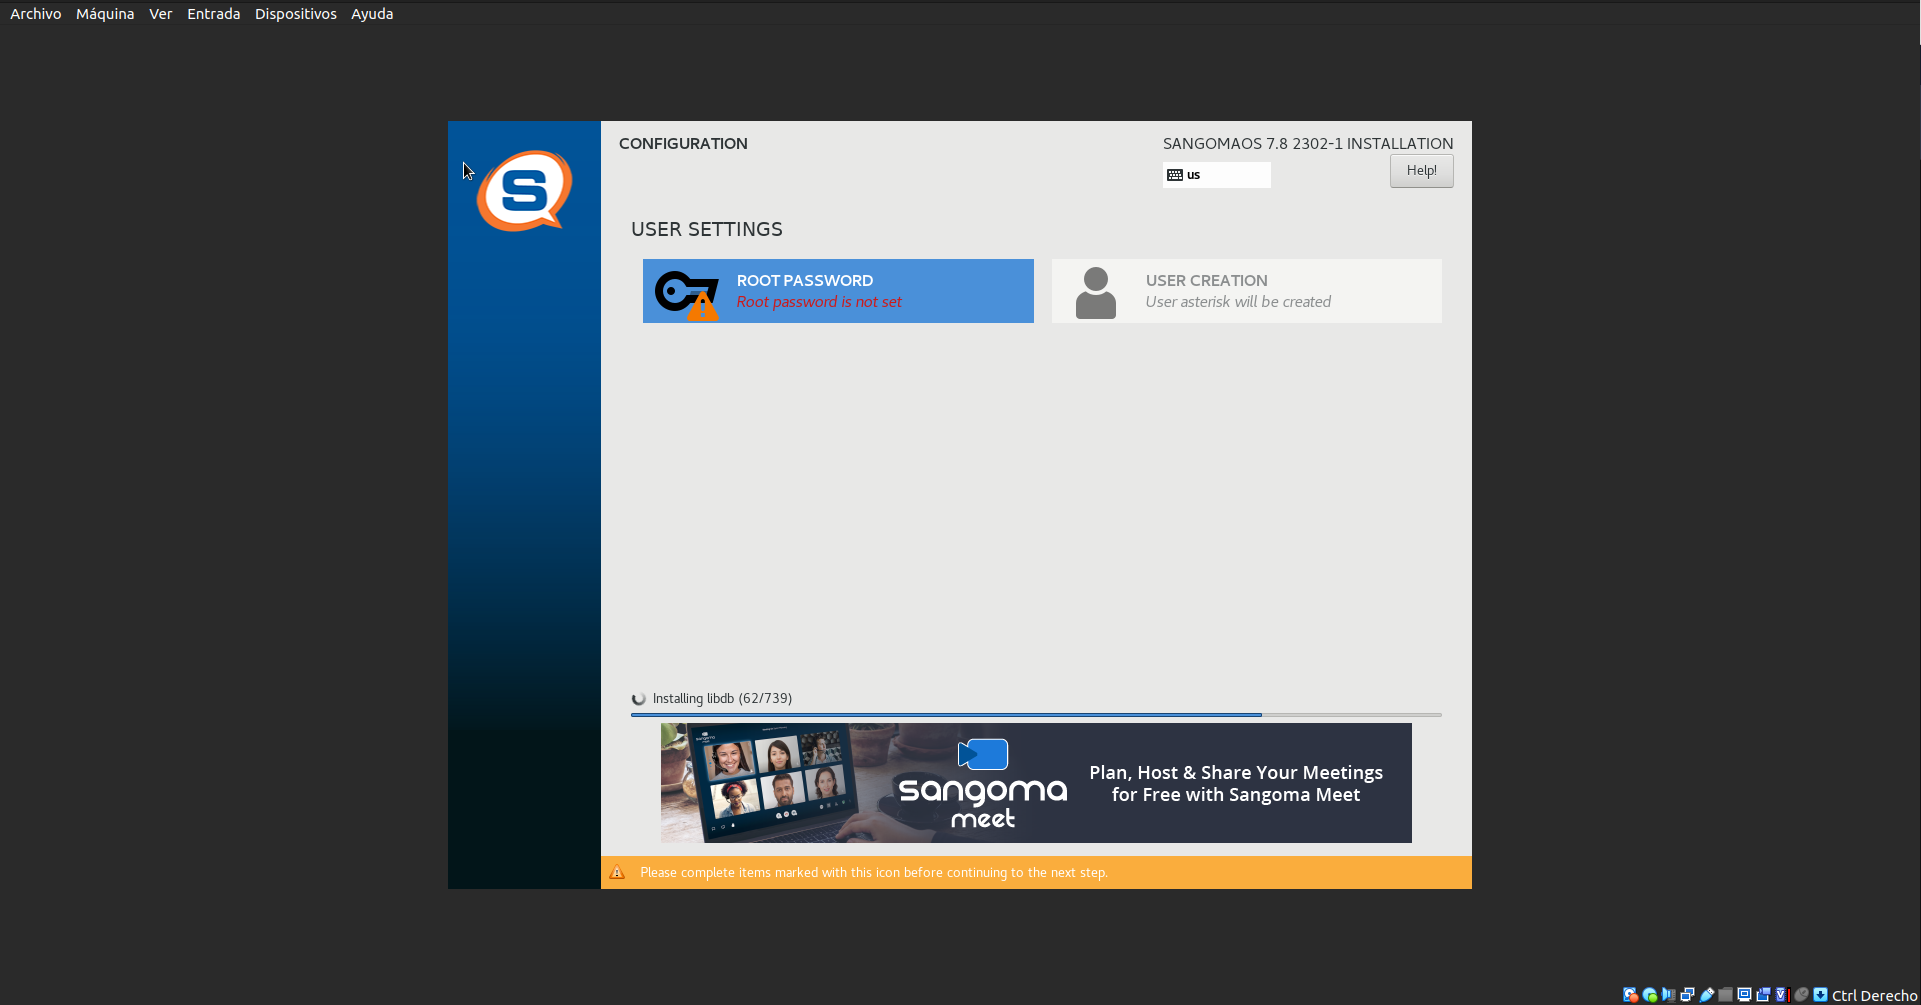 Archivo Máquina Ver Entrada Dispositivos Ayuda
CONFIGURATION
SANGOMAOS 7.8 2302-1 INSTALLATION
us
Help!
USER SETTINGS
ROOT PASSWORD
Root password is not set
USER CREATION
User asterisk will be created
Installing libdb (62/739)
sangoma
meet
Plan, Host & Share Your Meetings
for Free with Sangoma Meet
Please complete items marked with this icon before continuing to the next step.
Ctrl Derecho